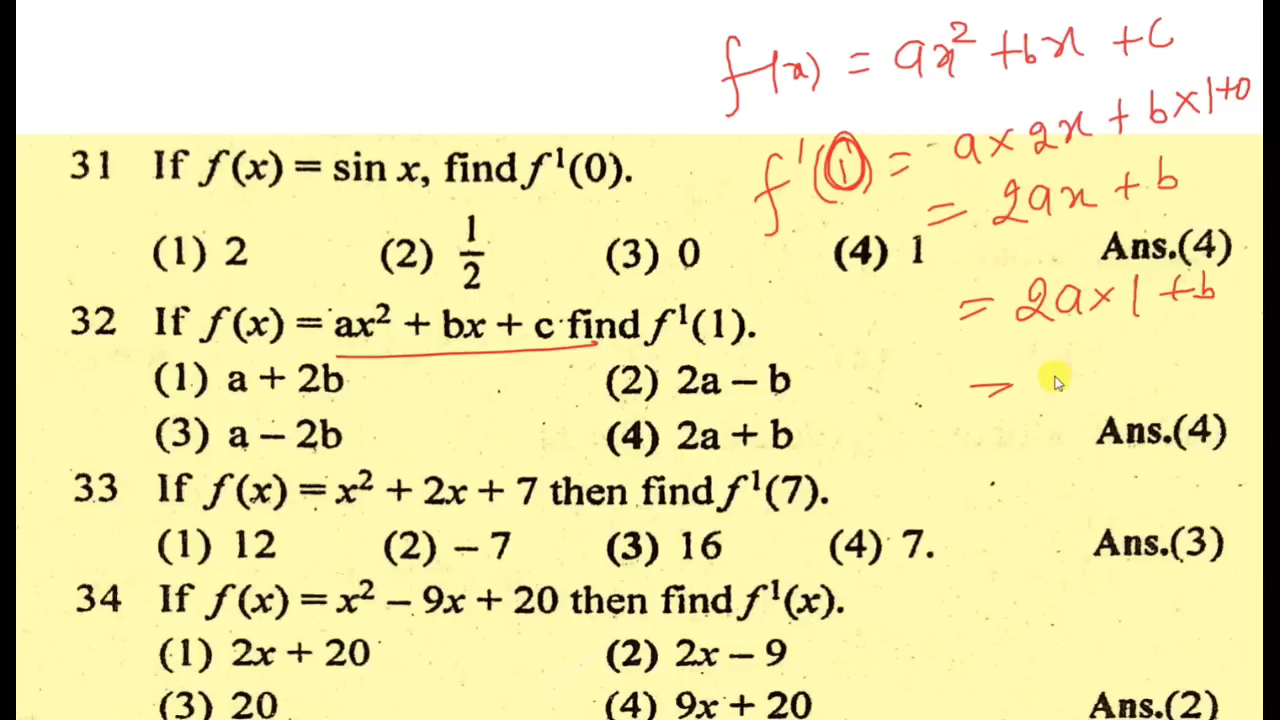 f(x) = ax² + bx + c
f'(1) = a × 2x + b × 1 + 0
= 2ax + b
= 2a × 1 + b
=
31 If f(x) = sin x, find f¹(0).
(1) 2 (2) 1/2 (3) 0 (4) 1 Ans.(4)
32 If f(x) = ax² + bx + c find f¹(1).
(1) a + 2b (2) 2a – b
(3) a – 2b (4) 2a + b Ans.(4)
33 If f(x) = x² + 2x + 7 then find f¹(7).
(1) 12 (2) – 7 (3) 16 (4) 7. Ans.(3)
34 If f(x) = x² – 9x + 20 then find f¹(x).
(1) 2x + 20 (2) 2x – 9
(3) 20 (4) 9x + 20 Ans.(2)